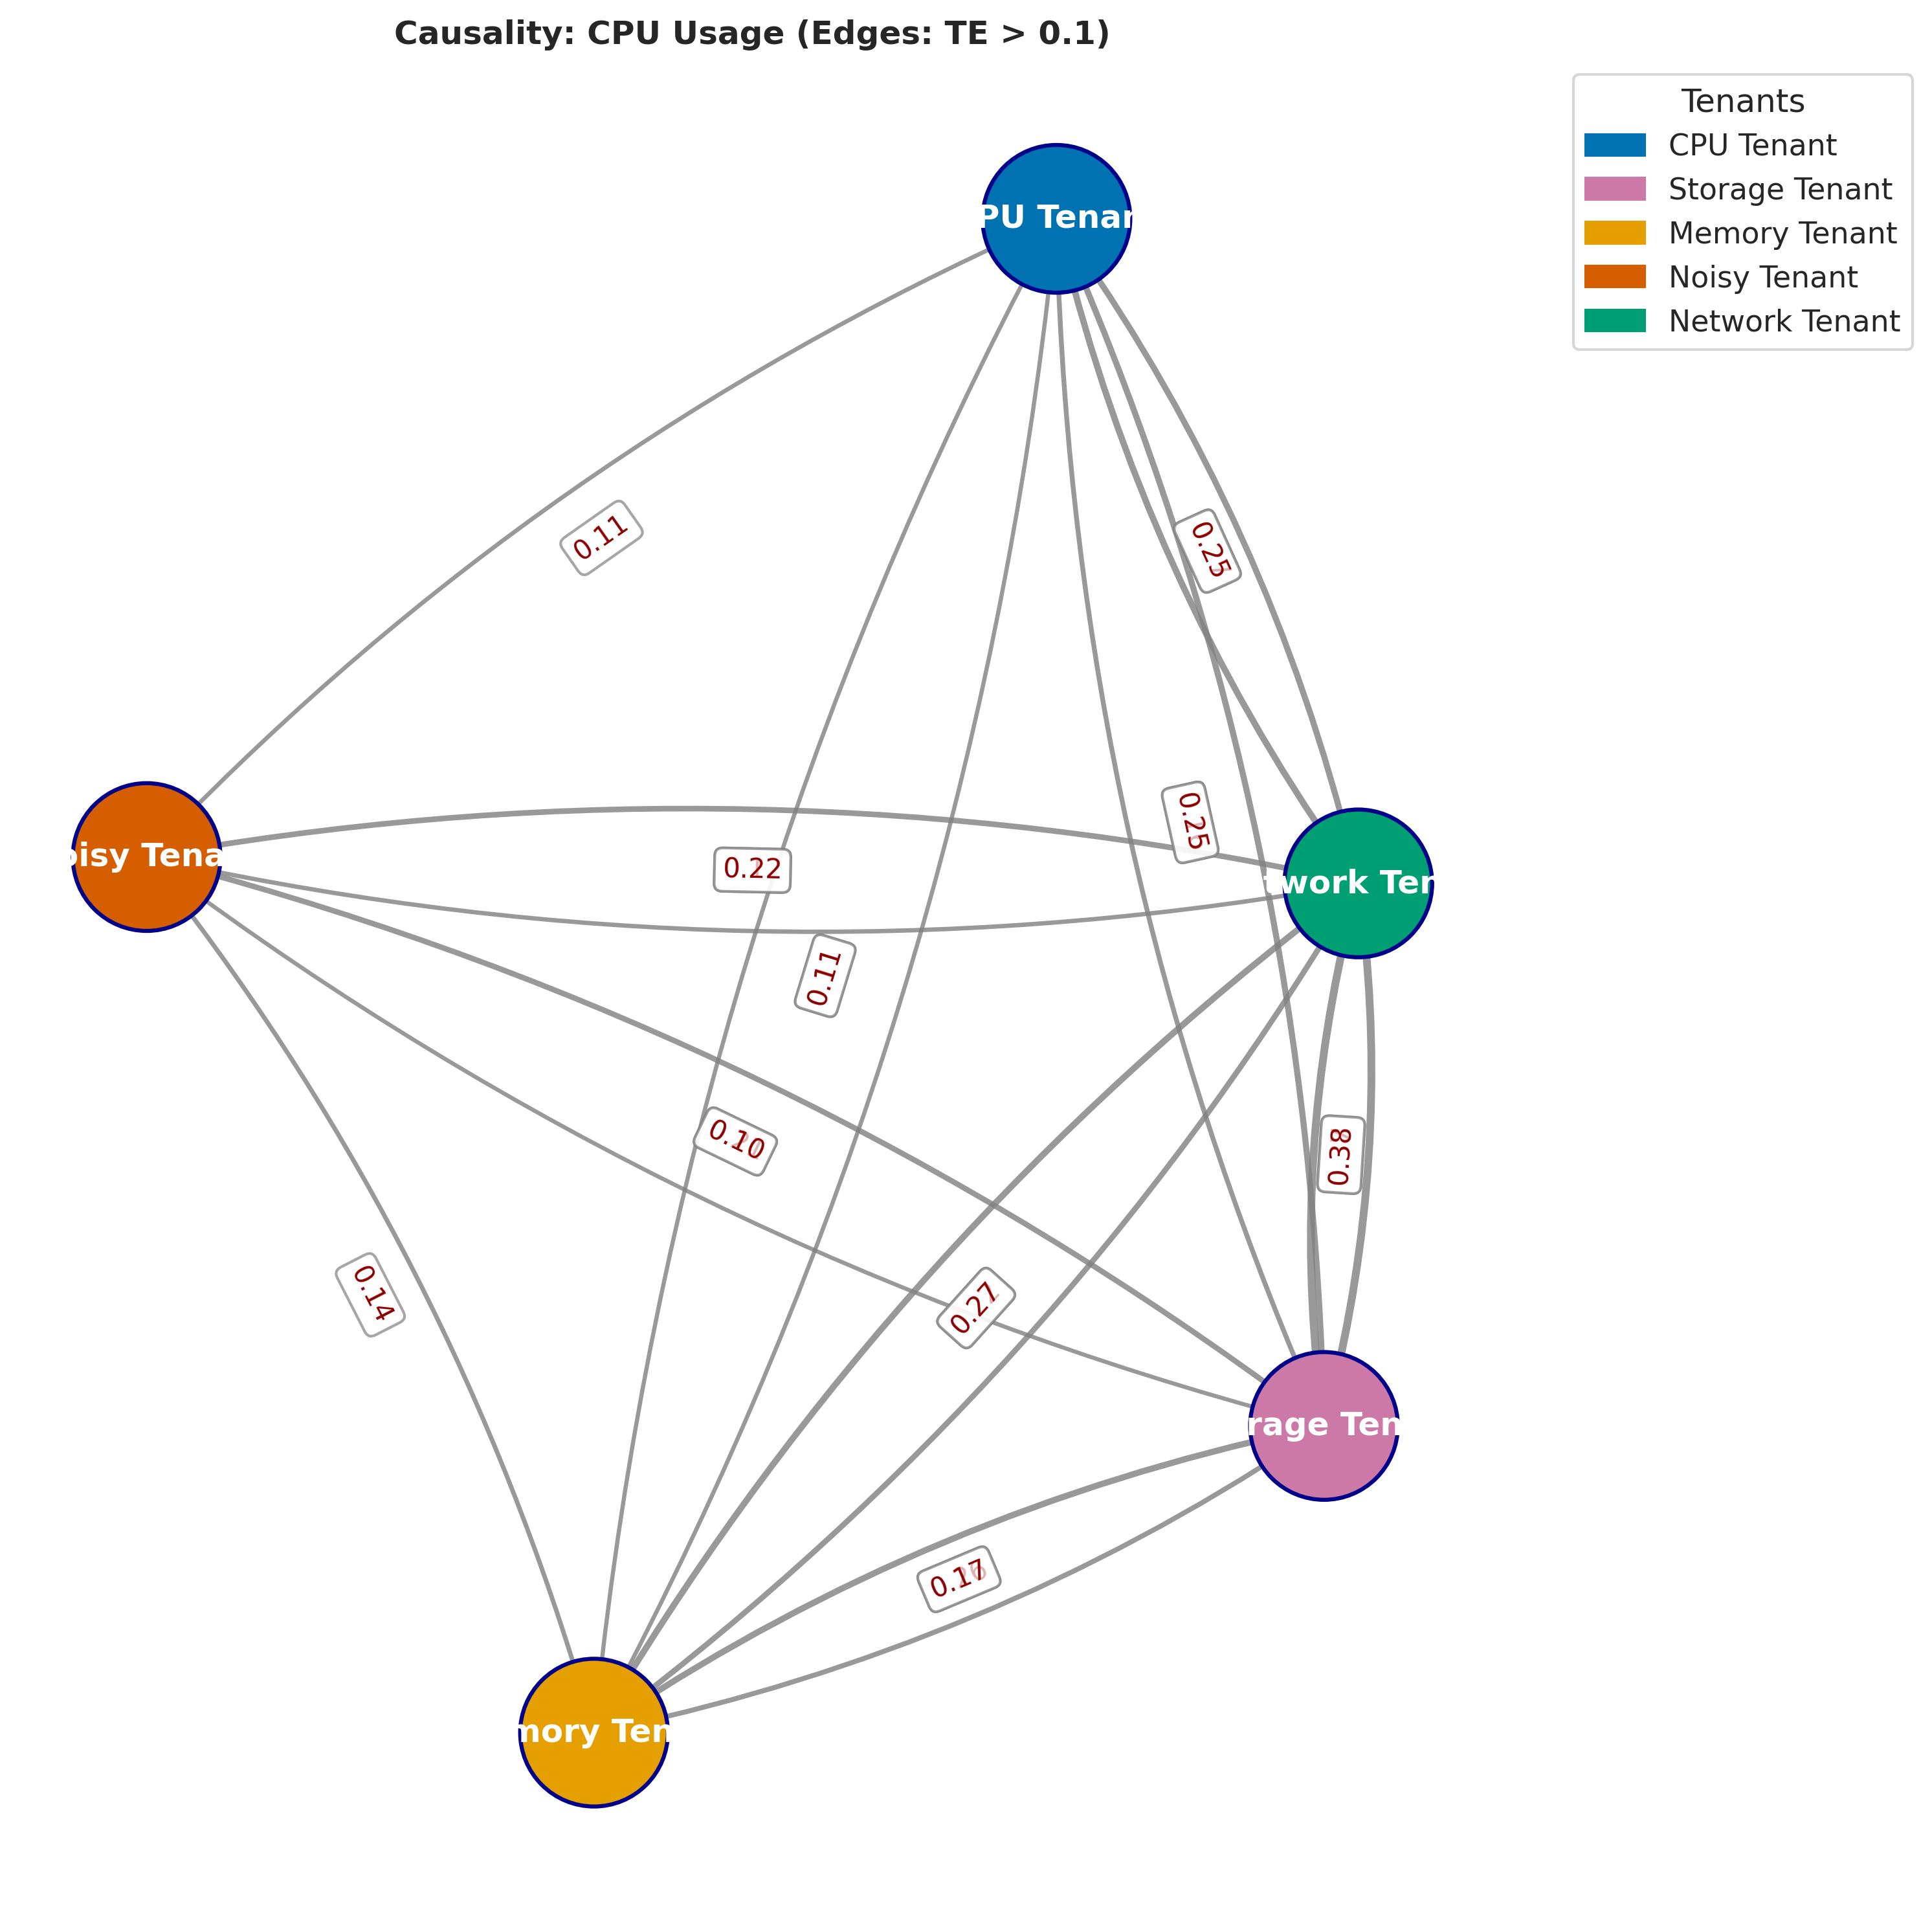 Causality: CPU Usage (Edges: TE > 0.1)
Tenants
CPU Tenant
Storage Tenant
Memory Tenant
Noisy Tenant
Network Tenant
PU Tenan
0.11
0.25
0.25
oisy Tena
0.22
work Ten
0.11
0.10
0.38
0.14
0.27
rage Ten
0.17
mory Ten